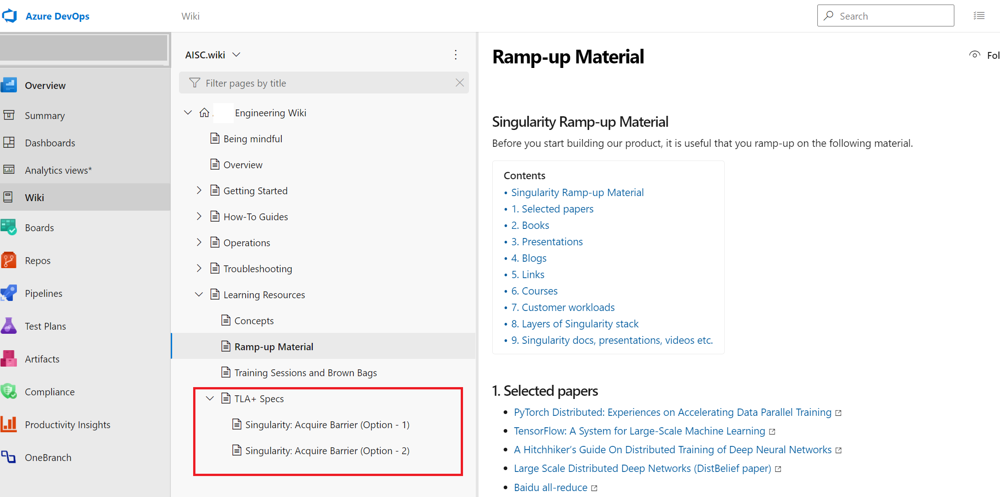 Azure DevOps
Wiki
Search
Overview
Summary
Dashboards
Analytics views*
Wiki
Boards
Repos
Pipelines
Test Plans
Artifacts
Compliance
Productivity Insights
OneBranch
AISC.wiki
Filter pages by title
Engineering Wiki
Being mindful
Overview
Getting Started
How-To Guides
Operations
Troubleshooting
Learning Resources
Concepts
Ramp-up Material
Training Sessions and Brown Bags
TLA+ Specs
Singularity: Acquire Barrier (Option - 1)
Singularity: Acquire Barrier (Option - 2)
Ramp-up Material
Fol
Singularity Ramp-up Material
Before you start building our product, it is useful that you ramp-up on the following material.
Contents
• Singularity Ramp-up Material
• 1. Selected papers
• 2. Books
• 3. Presentations
• 4. Blogs
• 5. Links
• 6. Courses
• 7. Customer workloads
• 8. Layers of Singularity stack
• 9. Singularity docs, presentations, videos etc.
1. Selected papers
• PyTorch Distributed: Experiences on Accelerating Data Parallel Training
• TensorFlow: A System for Large-Scale Machine Learning
• A Hitchhiker's Guide On Distributed Training of Deep Neural Networks
• Large Scale Distributed Deep Networks (DistBelief paper)
• Baidu all-reduce